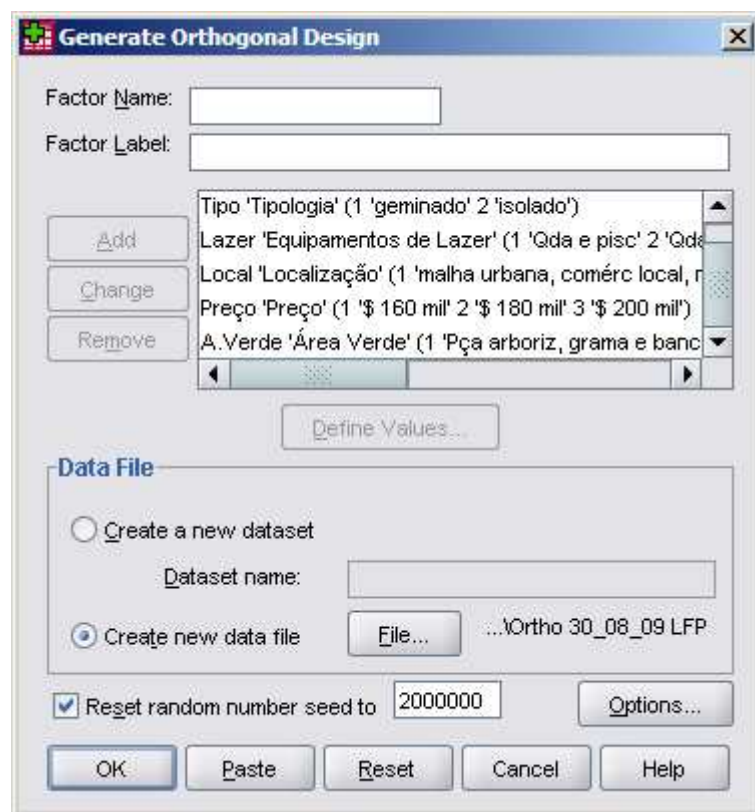 Generate Orthogonal Design
Factor Name:
Factor Label:
Tipo 'Tipologia' (1 'geminado' 2 'isolado')
Lazer 'Equipamentos de Lazer' (1 'Qda e pisc' 2 'Qda
Local 'Localização' (1 'malha urbana, comérc local, r
Preço 'Preço' (1 '$ 160 mil' 2 '$ 180 mil' 3 '$ 200 mil')
A.Verde 'Área Verde' (1 'Pça arboriz, grama e banc
Add
Change
Remove
Define Values...
Data File
Create a new dataset
Dataset name:
Create new data file
File...
...\Ortho 30_08_09 LFP
Reset random number seed to
2000000
Options...
OK
Paste
Reset
Cancel
Help